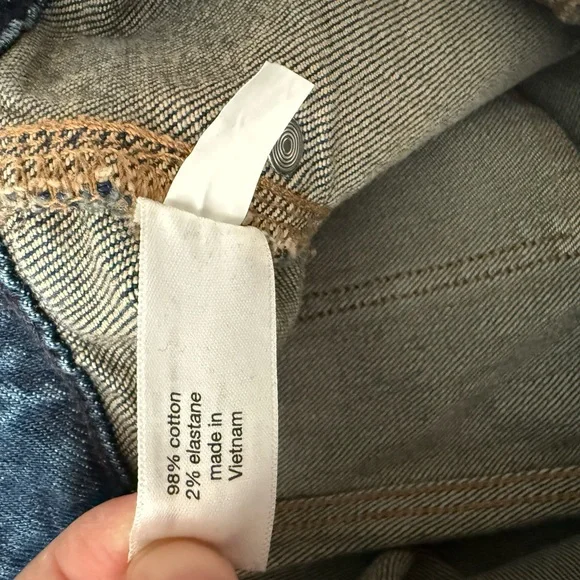 98% cotton
2% elastane
made in
Vietnam